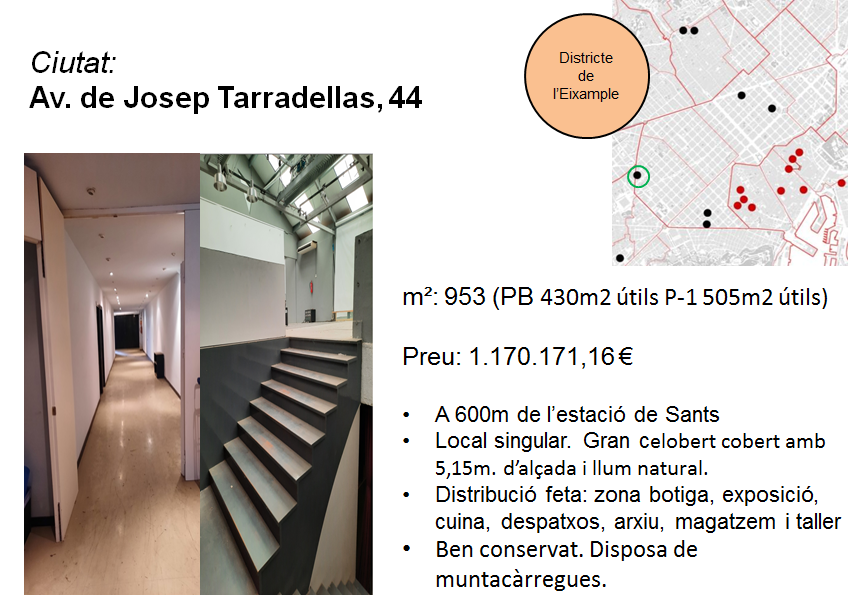 Ciutat:
Av. de Josep Tarradellas, 44
Districte
de
l'Eixample
m²: 953 (PB 430m2 útils P-1 505m2 útils)
Preu: 1.170.171,16 €
• A 600m de l'estació de Sants
• Local singular. Gran celobert cobert amb
5,15m. d'alçada i llum natural.
• Distribució feta: zona botiga, exposició,
cuina, despatxos, arxiu, magatzem i taller
• Ben conservat. Disposa de
muntacàrregues.